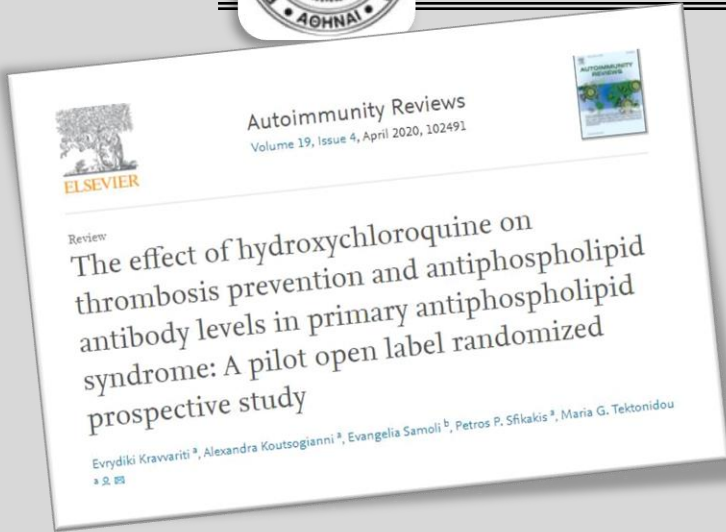 ΑΘΗΝΑΙ
ELSEVIER
Autoimmunity Reviews
Volume 19, Issue 4, April 2020, 102491
AUTOIMMUNITY
REVIEWS
Review
The effect of hydroxychloroquine on
thrombosis prevention and antiphospholipid
antibody levels in primary antiphospholipid
syndrome: A pilot open label randomized
prospective study
Evrydiki Kravvariti ᵃ, Alexandra Koutsogianni ᵃ, Evangelia Samoli ᵇ, Petros P. Sfikakis ᵃ, Maria G. Tektonidou
ᵃ